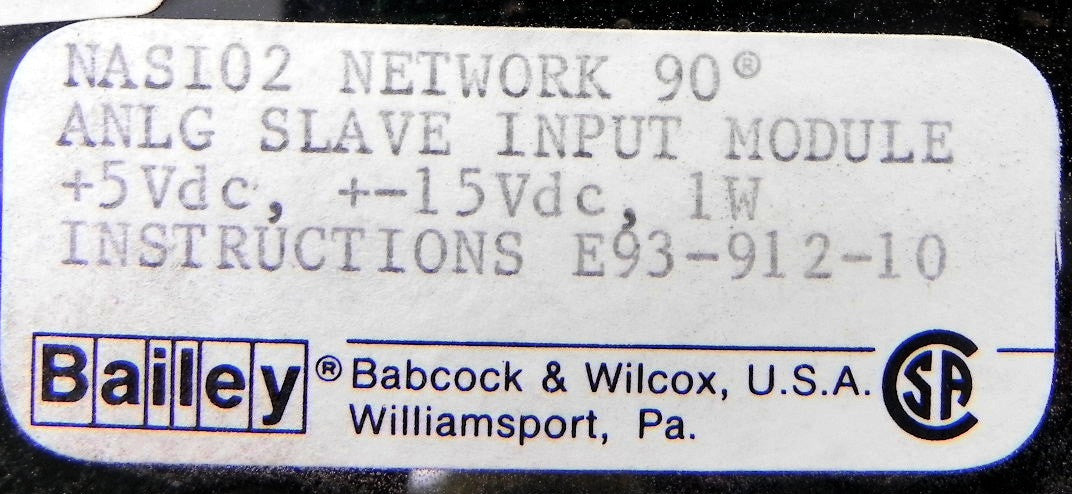 NASI02 NETWORK 90®
ANLG SLAVE INPUT MODULE
+5Vdc, +-15Vdc, 1W
INSTRUCTIONS E93-912-10
Bailey® Babcock & Wilcox, U.S.A.
Williamsport, Pa.
CSA